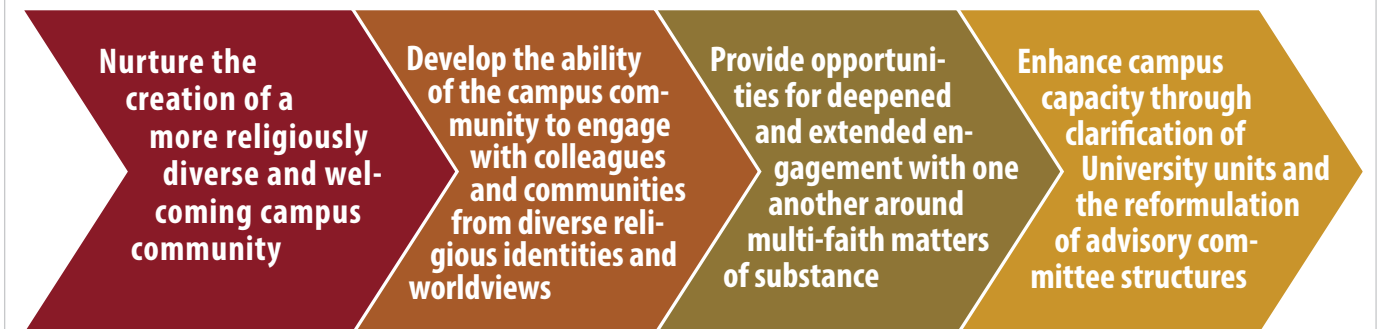 Nurture the
creation of a
more religiously
diverse and wel-
coming campus
community
Develop the ability
of the campus com-
munity to engage
with colleagues
and communities
from diverse reli-
gious identities and
worldviews
Provide opportuni-
ties for deepened
and extended en-
gagement with one
another around
multi-faith matters
of substance
Enhance campus
capacity through
clarification of
University units and
the reformulation
of advisory com-
mittee structures